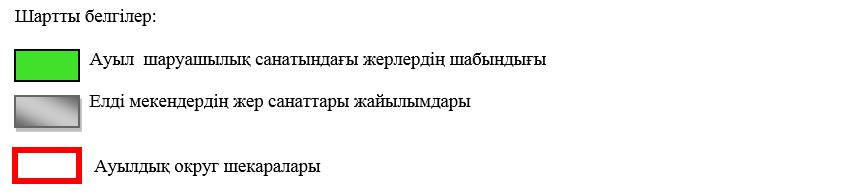 Шартты белгілер:
Ауыл шаруашылық санатындағы жерлердің шабындығы
Елді мекендердің жер санаттары жайылымдары
Ауылдық округ шекаралары